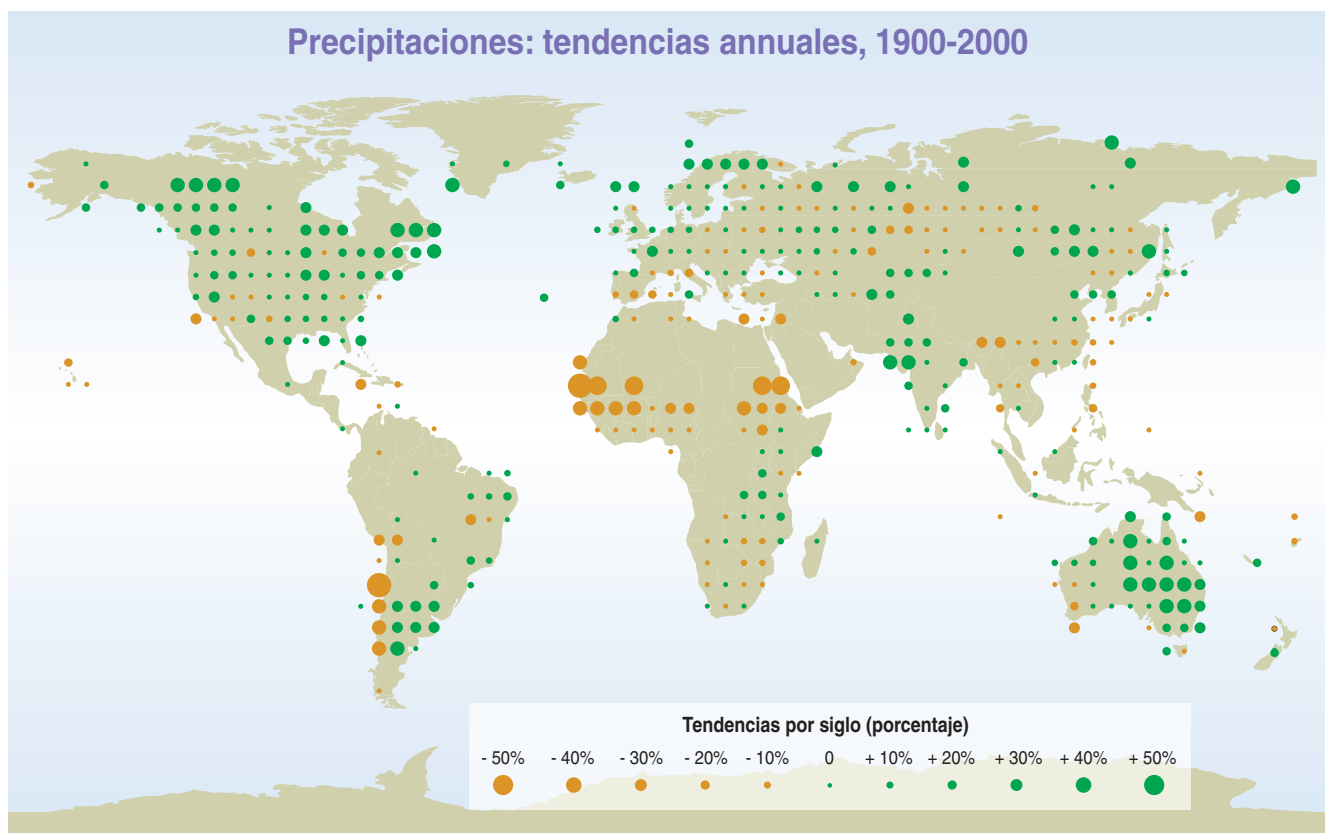 Precipitaciones: tendencias annuales, 1900-2000
Tendencias por siglo (porcentaje)
- 50% - 40% - 30% - 20% - 10% 0 + 10% + 20% + 30% + 40% + 50%